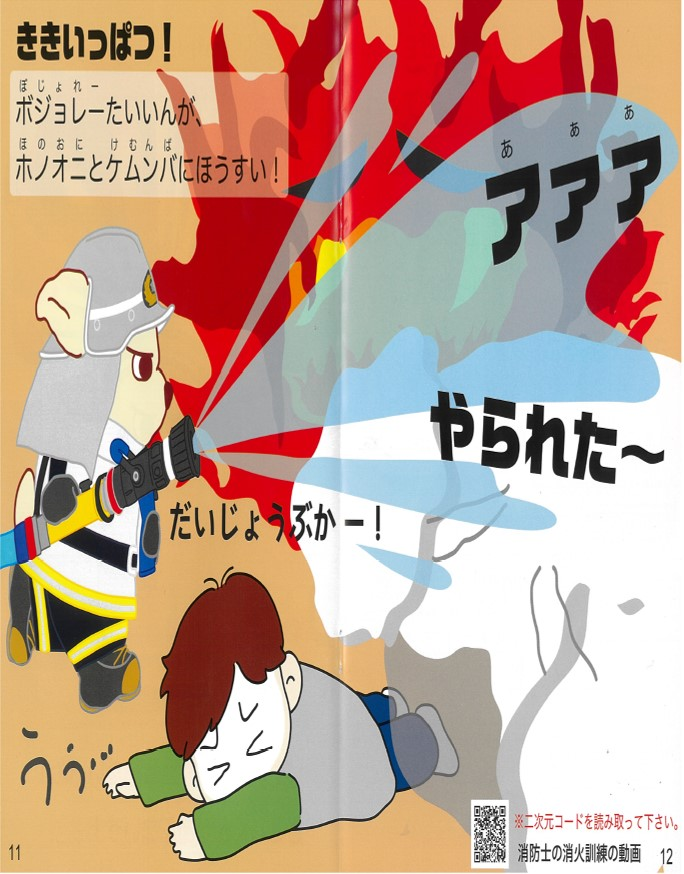 ききいっぱつ！
ぼじょれー
ボジョレーたいいんが、
ほのおに けむんば
ホノオニとケムンバにほうすい！
あ あ あ
アアア
やられた～
だいじょうぶかー！
うぅ…
※二次元コードを読み取って下さい。
消防士の消火訓練の動画
11
12